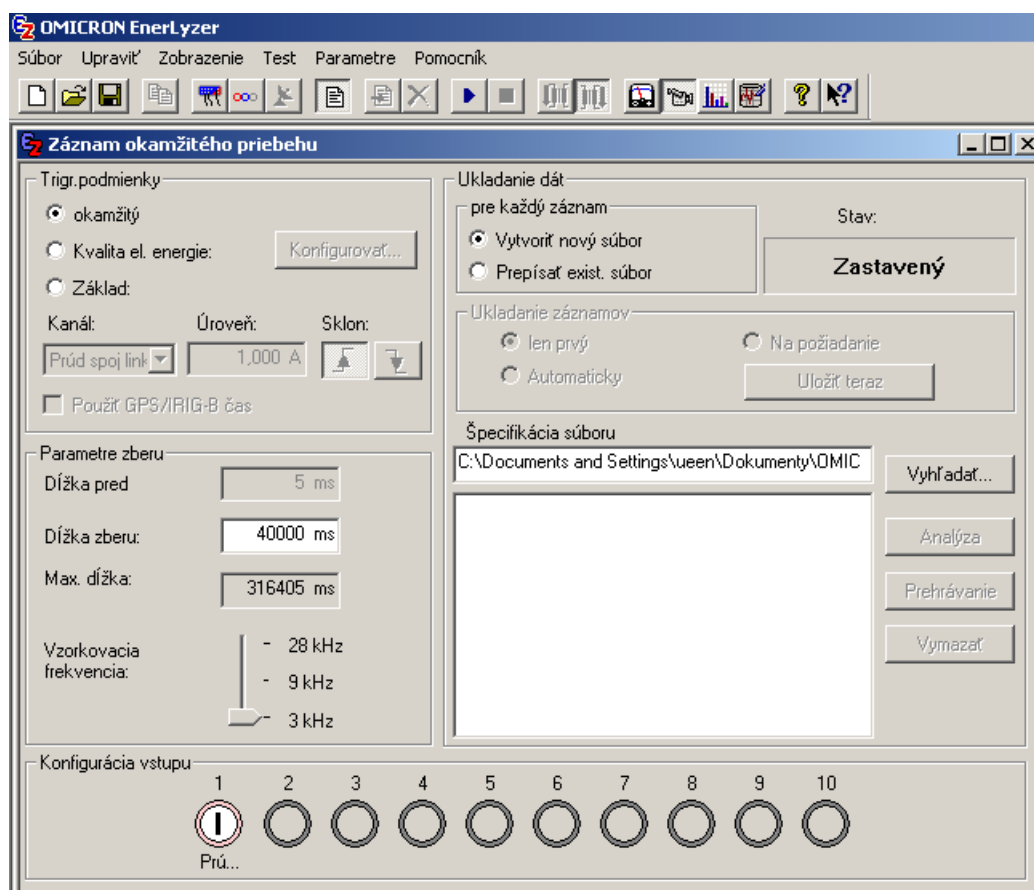 OMICRON EnerLyzer
Súbor Upraviť Zobrazenie Test Parametre Pomocník
Záznam okamžitého priebehu
Trigr.podmienky
okamžitý
Kvalita el. energie:
Konfigurovať...
Základ:
Kanál: Úroveň: Sklon:
Prúd spoj link 1,000 A
Použiť GPS/IRIG-B čas
Parametre zberu
Dĺžka pred 5 ms
Dĺžka zberu: 40000 ms
Max. dĺžka: 316405 ms
Vzorkovacia
frekvencia:
28 kHz
9 kHz
3 kHz
Ukladanie dát
pre každý záznam
Vytvoriť nový súbor
Prepísať exist. súbor
Stav:
Zastavený
Ukladanie záznamov
len prvý Na požiadanie
Automaticky Uložiť teraz
Špecifikácia súboru
C:\Documents and Settings\ueen\Dokumenty\OMIC
Vyhľadať...
Analýza
Prehrávanie
Vymazať
Konfigurácia vstupu
1 2 3 4 5 6 7 8 9 10
I
Prú...